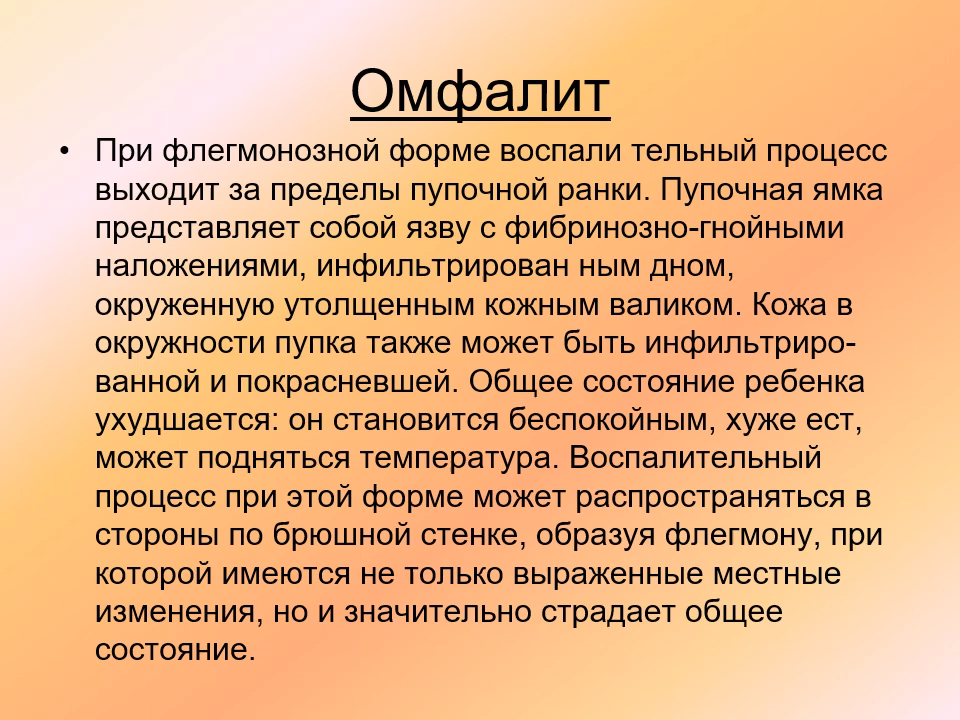 Омфалит
• При флегмонозной форме воспали тельный процесс
выходит за пределы пупочной ранки. Пупочная ямка
представляет собой язву с фибринозно-гнойными
наложениями, инфильтрирован ным дном,
окруженную утолщенным кожным валиком. Кожа в
окружности пупка также может быть инфильтриро-
ванной и покрасневшей. Общее состояние ребенка
ухудшается: он становится беспокойным, хуже ест,
может подняться температура. Воспалительный
процесс при этой форме может распространяться в
стороны по брюшной стенке, образуя флегмону, при
которой имеются не только выраженные местные
изменения, но и значительно страдает общее
состояние.